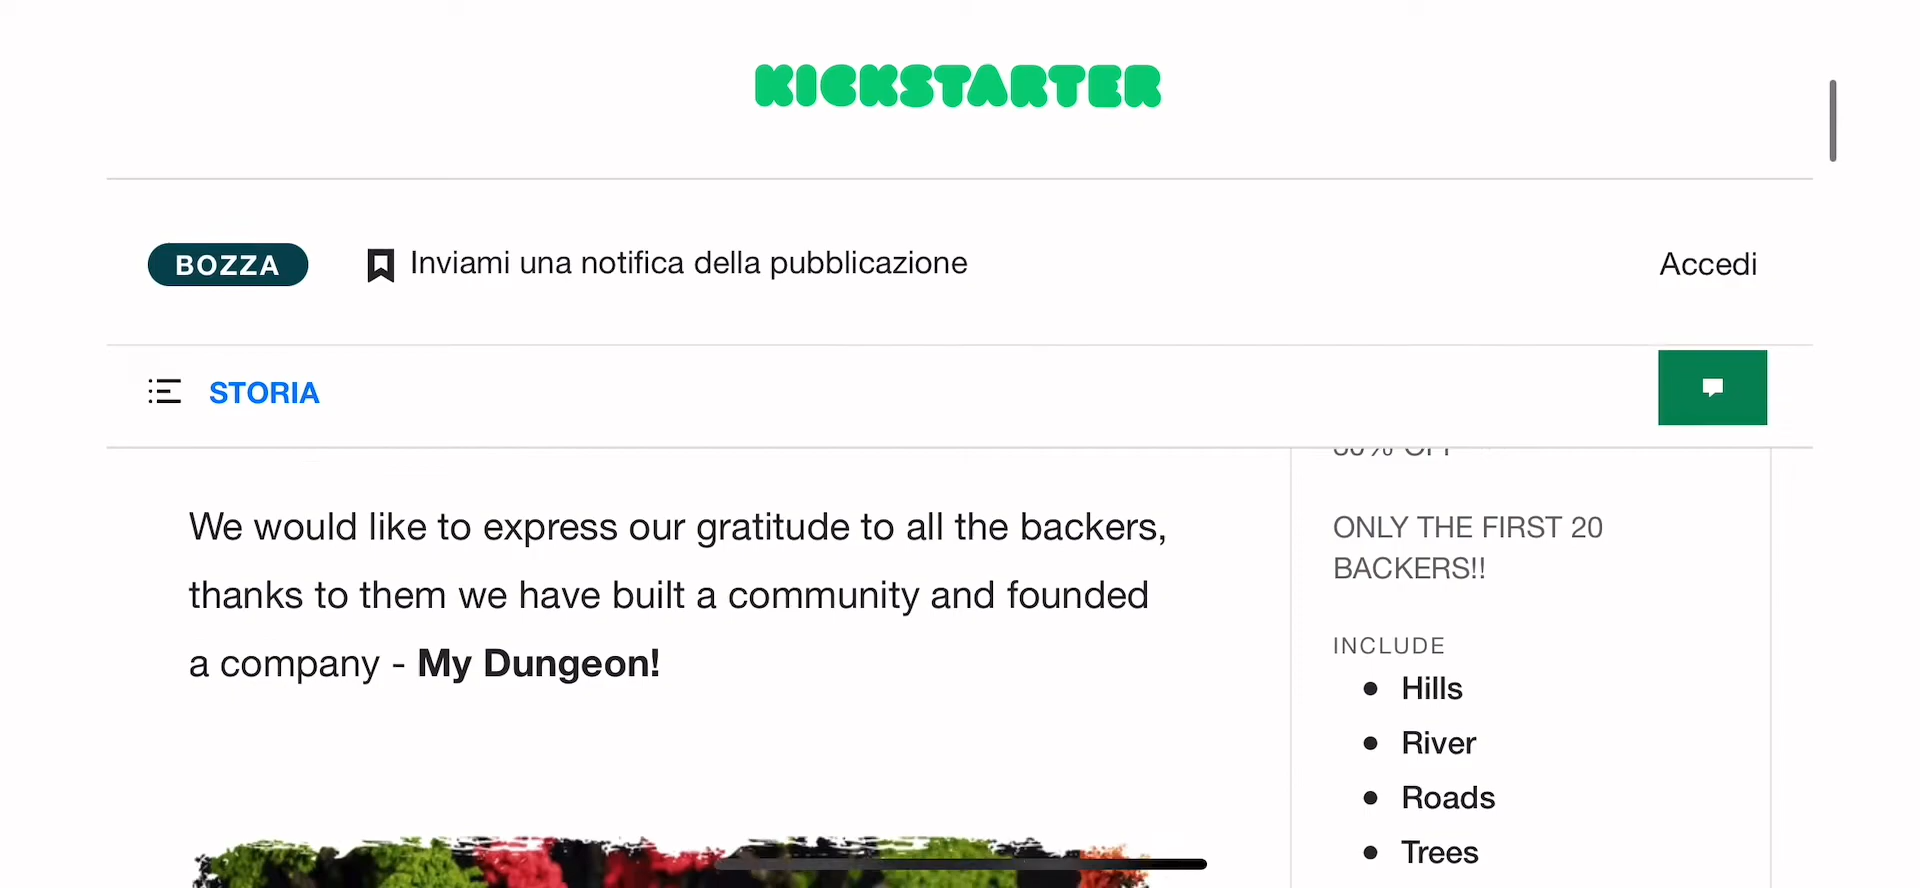 KICKSTARTER
BOZZA
Inviami una notifica della pubblicazione
Accedi
STORIA
We would like to express our gratitude to all the backers,
thanks to them we have built a community and founded
a company - My Dungeon!
ONLY THE FIRST 20
BACKERS!!
INCLUDE
Hills
River
Roads
Trees